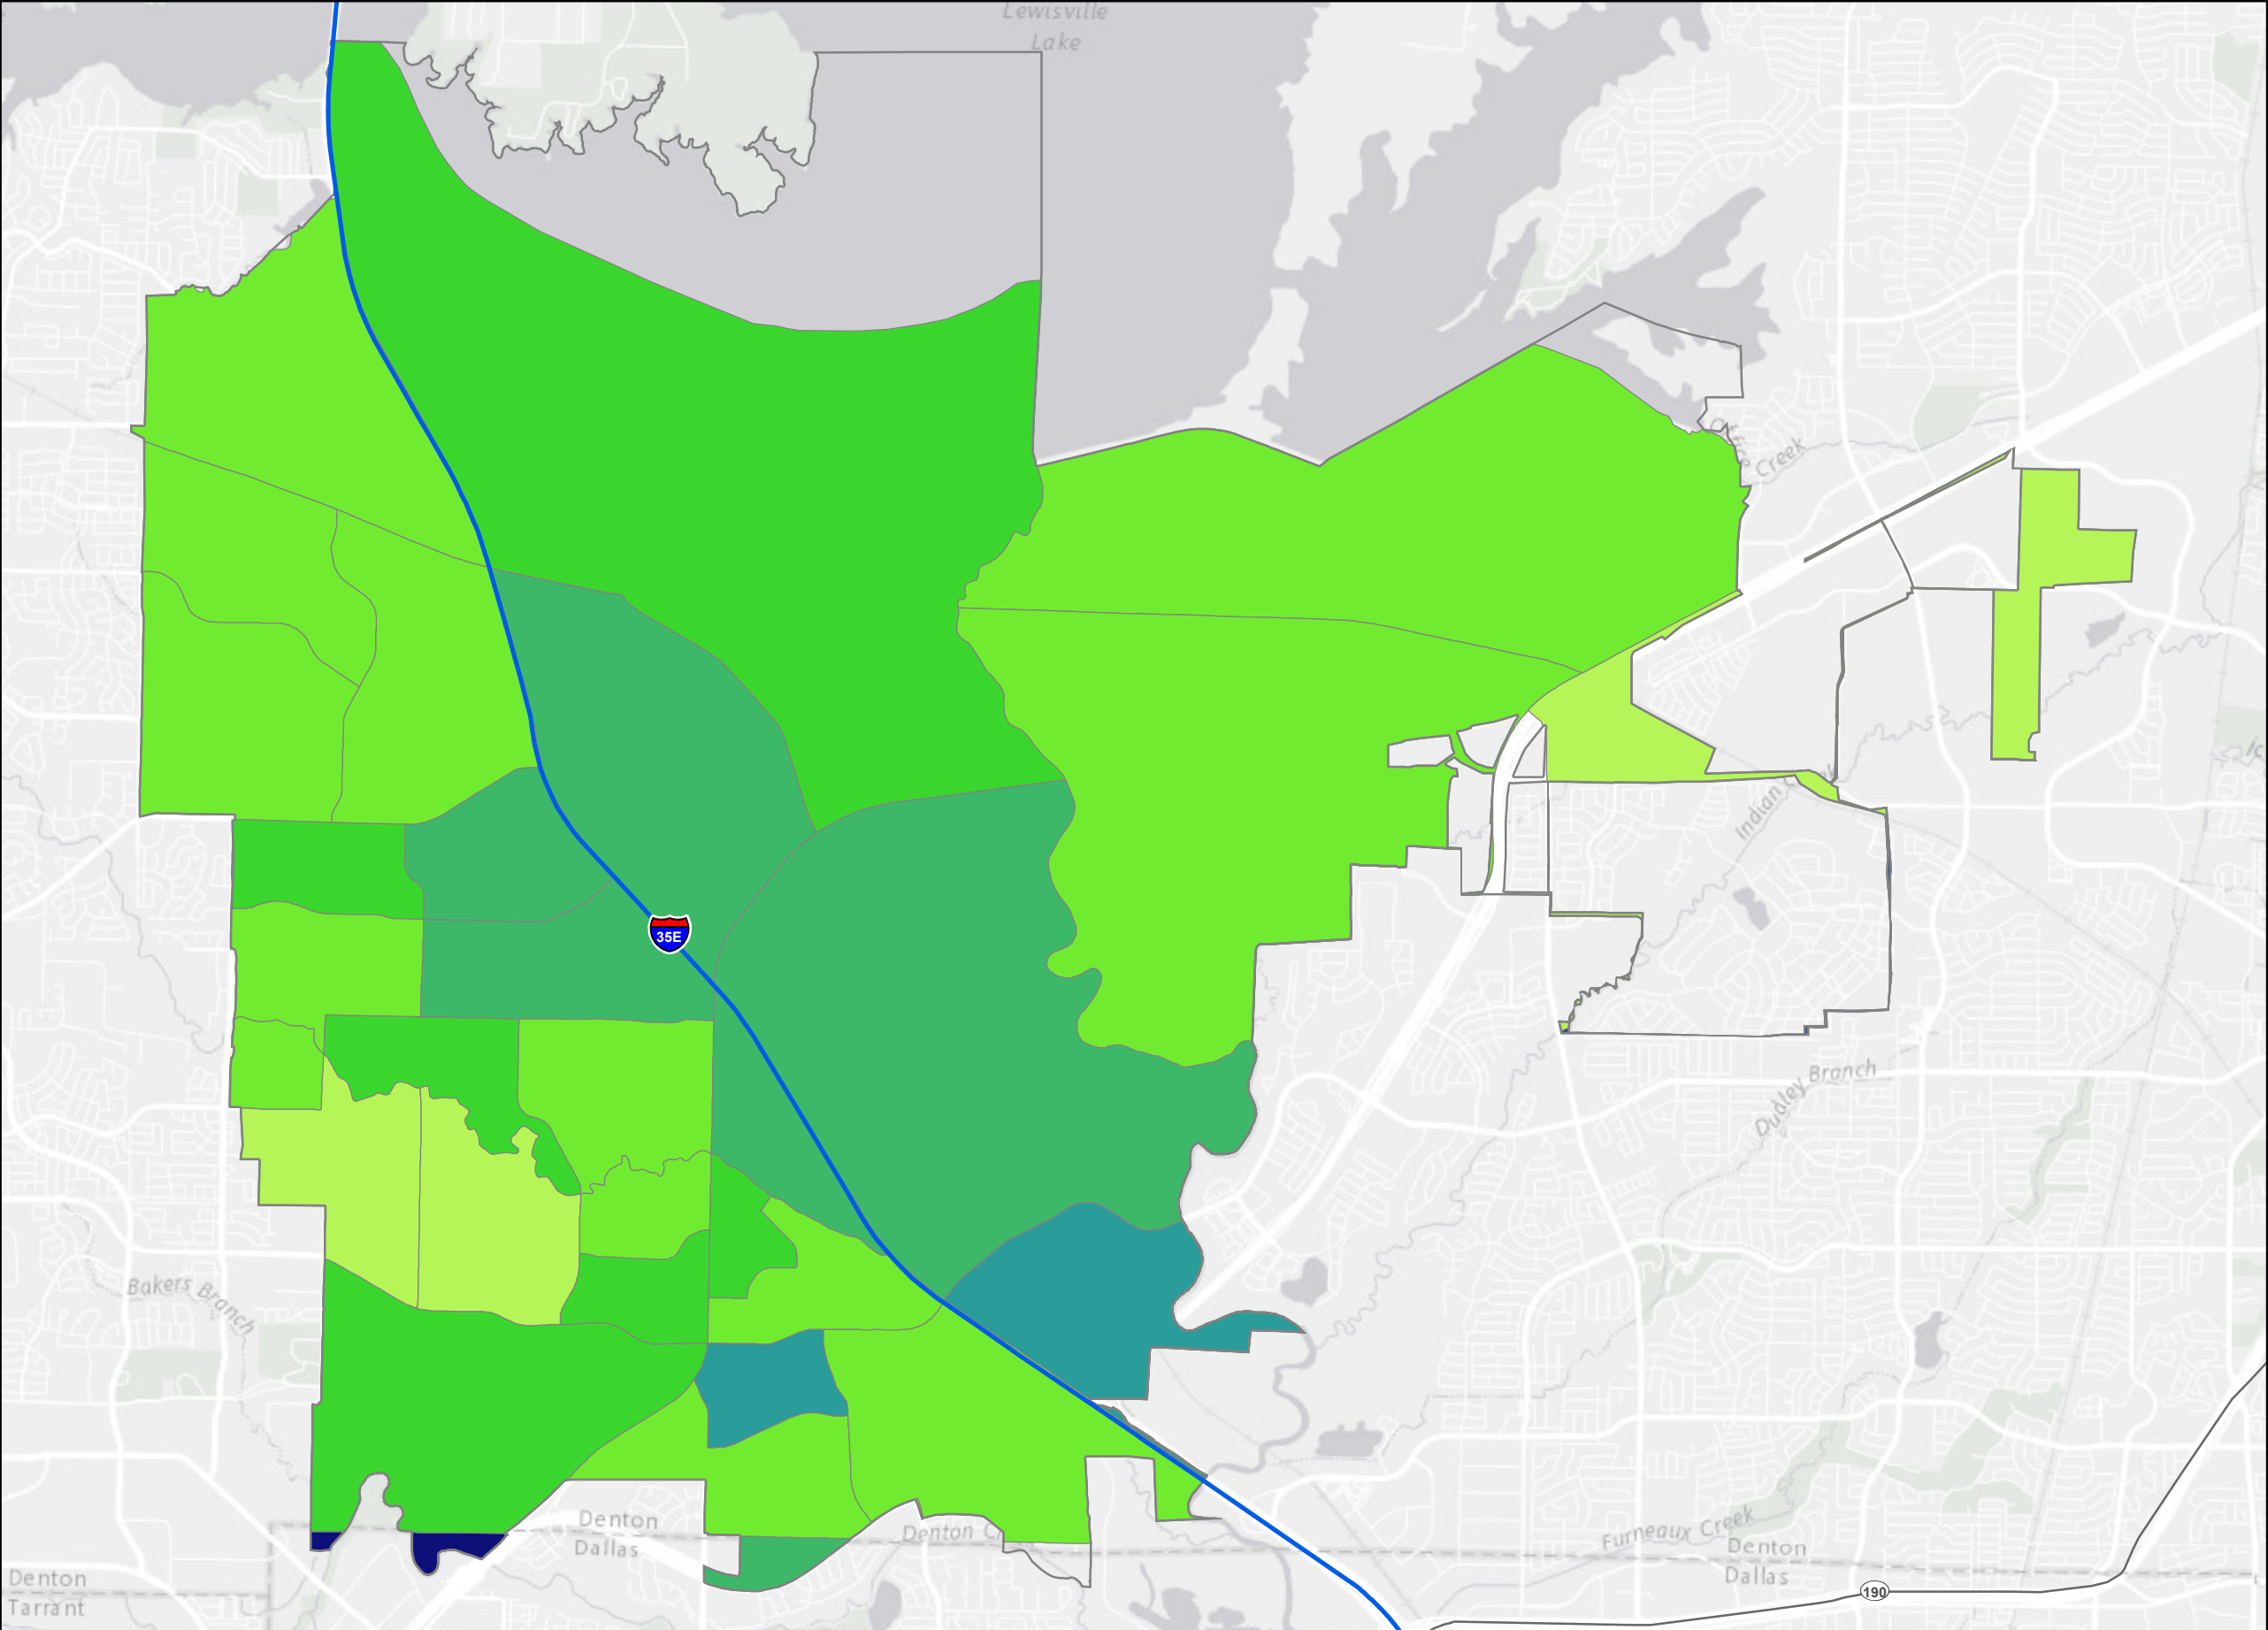 Lewisville
Lake
Office
Creek
Indian Creek
35E
Dudley Branch
Bakers Branch
Denton
Dallas
Denton
Furneaux Creek
Denton
Dallas
Denton
Tarrant
190